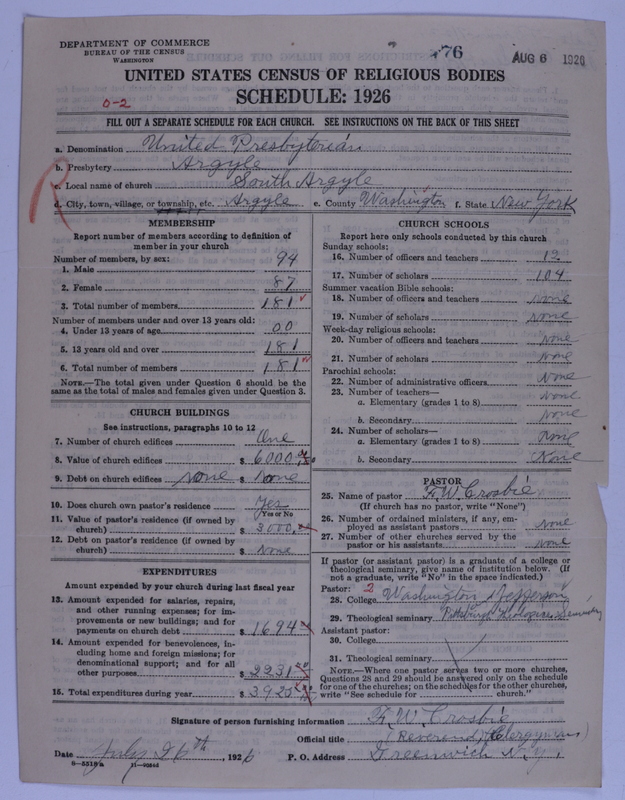 DEPARTMENT OF COMMERCE
BUREAU OF THE CENSUS
WASHINGTON
76
AUG 6 1926
UNITED STATES CENSUS OF RELIGIOUS BODIES
SCHEDULE: 1926
0-2
FILL OUT A SEPARATE SCHEDULE FOR EACH CHURCH. SEE INSTRUCTIONS ON THE BACK OF THIS SHEET
a. Denomination United Presbyterian
b. Presbytery Argyle
c. Local name of church South Argyle
d. City, town, village, or township, etc. Argyle e. County Washington f. State New York
MEMBERSHIP
Report number of members according to definition of member in your church
Number of members, by sex:
1. Male 94
2. Female 87
3. Total number of members 181
Number of members under and over 13 years old:
4. Under 13 years of age 00
5. 13 years old and over 181
6. Total number of members 181
NOTE.—The total given under Question 6 should be the
same as the total of males and females given under Question 3.
CHURCH BUILDINGS
See instructions, paragraphs 10 to 12
7. Number of church edifices One
8. Value of church edifices $ 6000.
9. Debt on church edifices none $ none
10. Does church own pastor's residence Yes
Yes or No
11. Value of pastor's residence (if owned by
church) $ 3000.
12. Debt on pastor's residence (if owned by
church) $ None
EXPENDITURES
Amount expended by your church during last fiscal year
13. Amount expended for salaries, repairs,
and other running expenses; for im-
provements or new buildings; and for
payments on church debt $ 1694
14. Amount expended for benevolences, in-
cluding home and foreign missions; for
denominational support; and for all
other purposes $ 2231
15. Total expenditures during year $ 3925
CHURCH SCHOOLS
Report here only schools conducted by this church
Sunday schools:
16. Number of officers and teachers 12
17. Number of scholars 104
Summer vacation Bible schools:
18. Number of officers and teachers none
19. Number of scholars none
Week-day religious schools:
20. Number of officers and teachers None
21. Number of scholars None
Parochial schools:
22. Number of administrative officers None
23. Number of teachers—
a. Elementary (grades 1 to 8) None
b. Secondary None
24. Number of scholars—
a. Elementary (grades 1 to 8) None
b. Secondary None
PASTOR
25. Name of pastor F. W. Crosbie
(If church has no pastor, write "None")
26. Number of ordained ministers, if any, em-
ployed as assistant pastors None
27. Number of other churches served by the
pastor or his assistants None
If pastor (or assistant pastor) is a graduate of a college or
theological seminary, give name of institution below. (If
not a graduate, write "No" in the space indicated.)
Pastor: 2
28. College Washington & Jefferson
29. Theological seminary Pittsburgh Theological Seminary
Assistant pastor:
30. College
31. Theological seminary
NOTE.—Where one pastor serves two or more churches,
Questions 28 and 29 should be answered only on the schedule
for one of the churches; on the schedules for the other churches,
write "See schedule for church."
Signature of person furnishing information F. W. Crosbie
Official title (Reverend) (Clergyman)
Date July 26th, 1926 P. O. Address Greenwich N.Y.